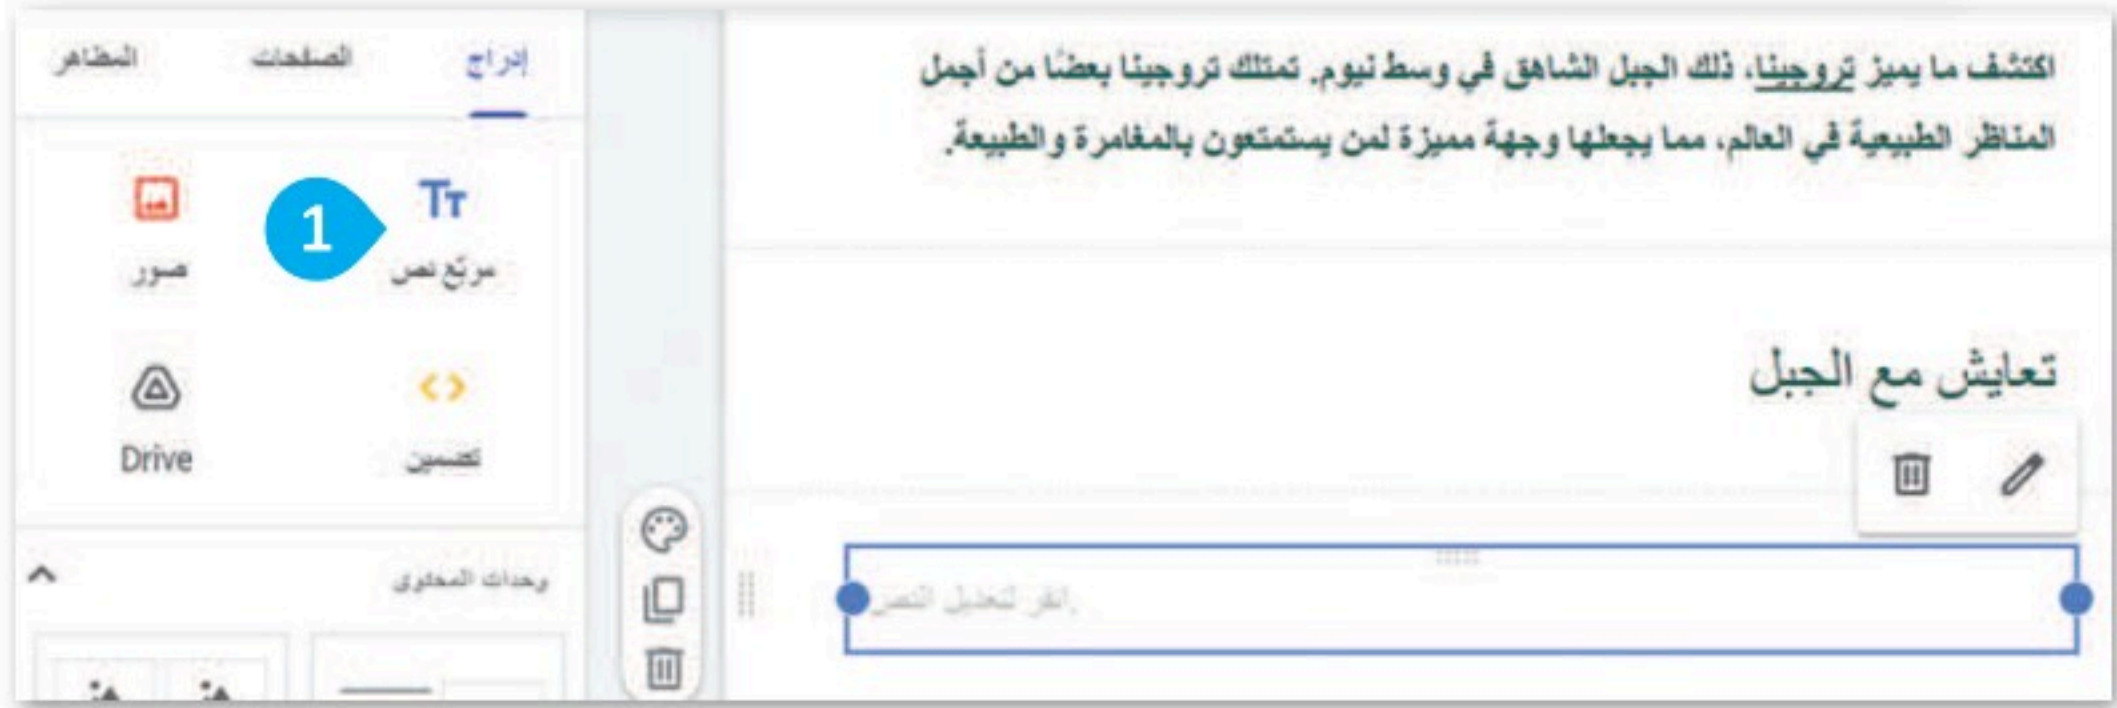 اكتشف ما يميز تروجينا، ذلك الجبل الشاهق في وسط نيوم. تمتلك تروجينا بعضًا من أجمل
المناظر الطبيعية في العالم، مما يجعلها وجهة مميزة لمن يستمتعون بالمغامرة والطبيعة.
تعايش مع الجبل
انقر لتعديل النص.
إدراج
الصفحات
المظاهر
1
مربّع نص
صور
تضمين
Drive
وحدات المحتوى